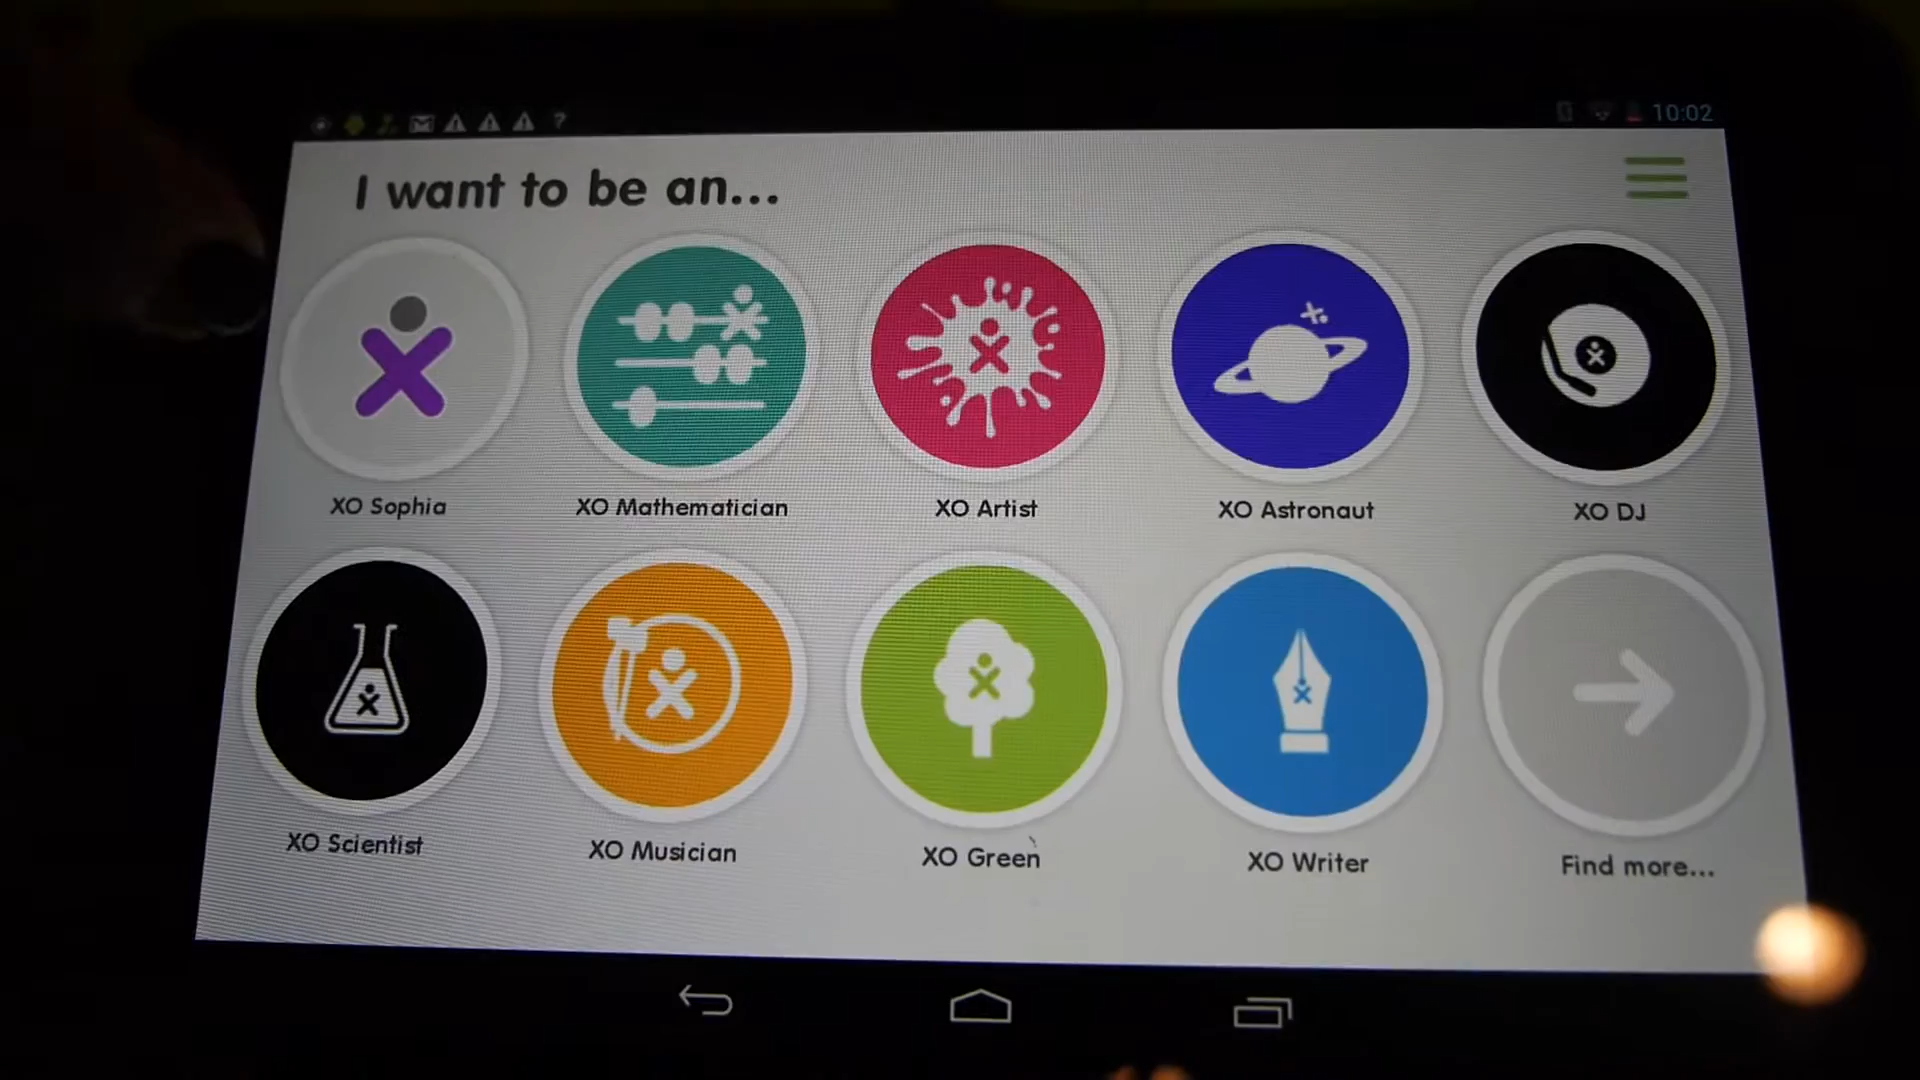 10:02
I want to be an...
XO Sophia
XO Mathematician
XO Artist
XO Astronaut
XO DJ
XO Scientist
XO Musician
XO Green
XO Writer
Find more...